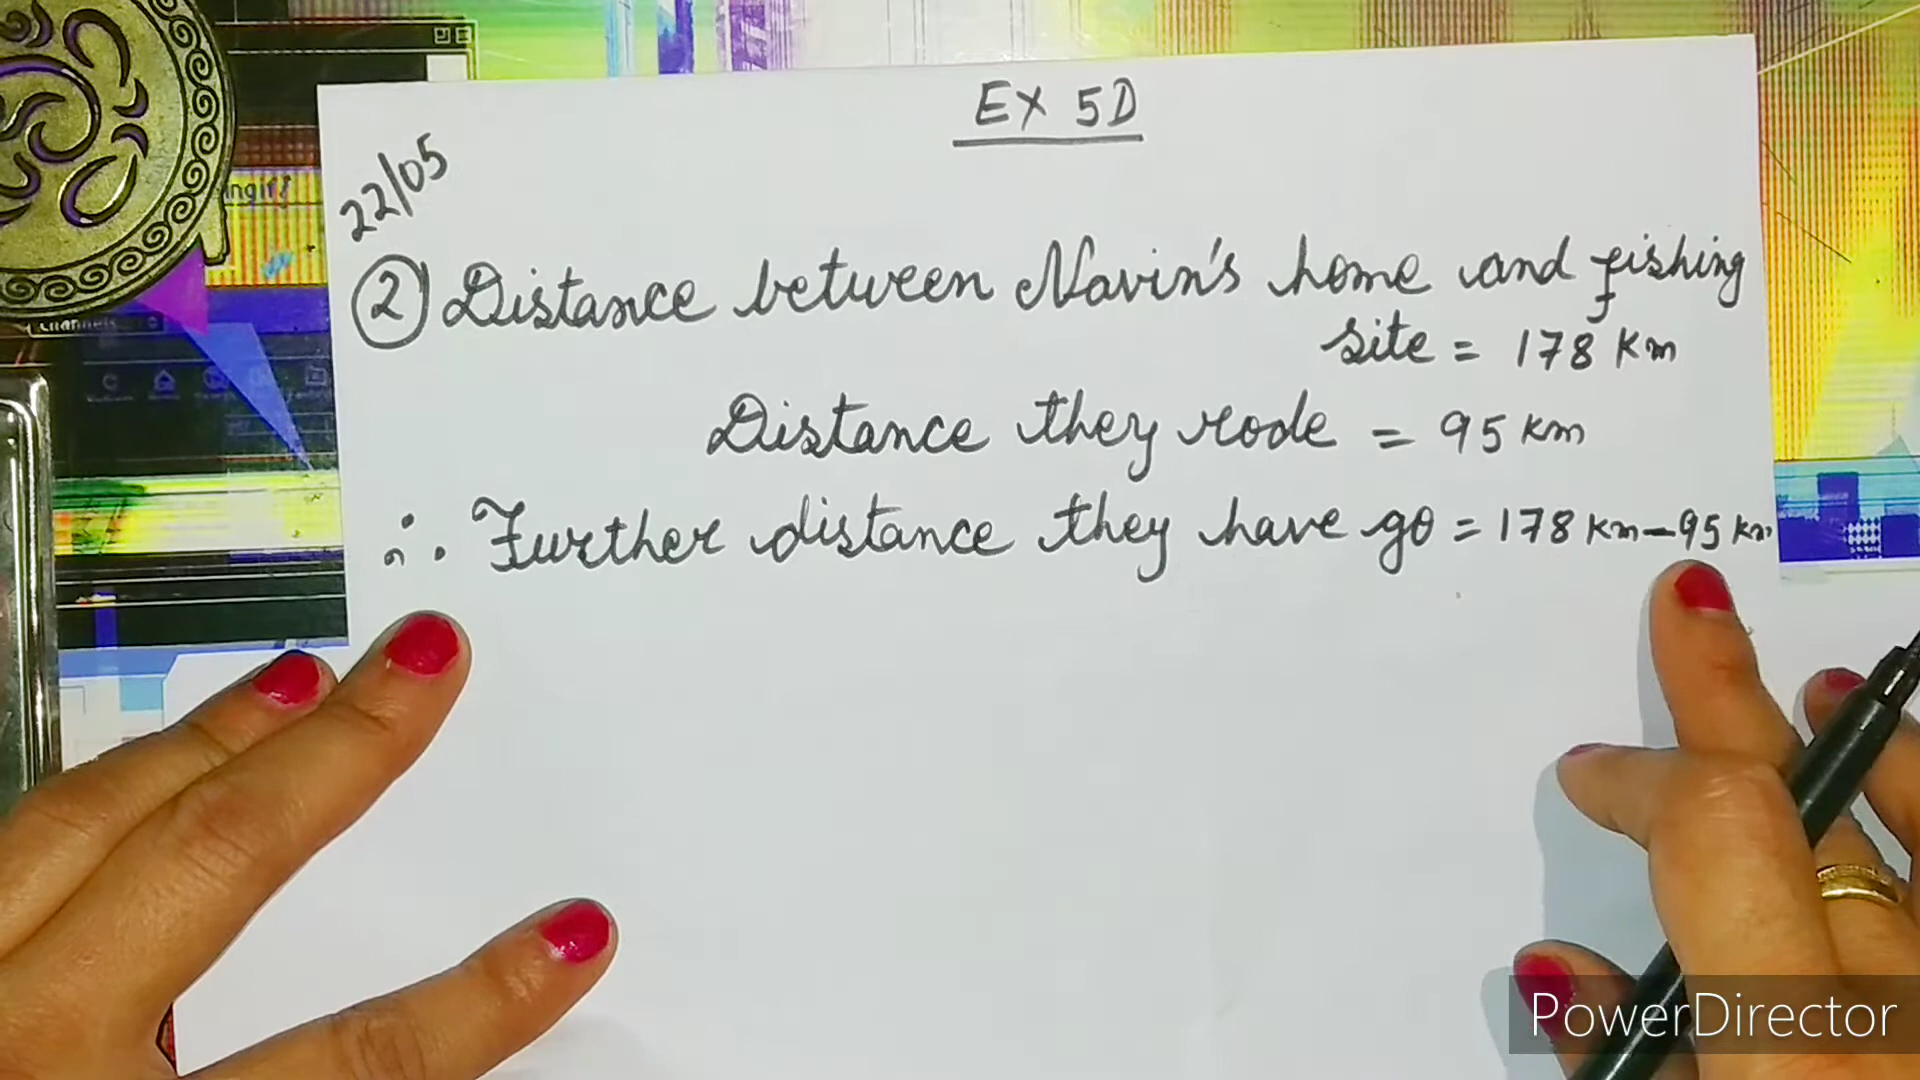 EX 5D
22/05
② Distance between Navin's home and fishing
site = 178 Km
Distance they rode = 95 Km
∴ Further distance they have go = 178 Km - 95 Km
channels
PowerDirector